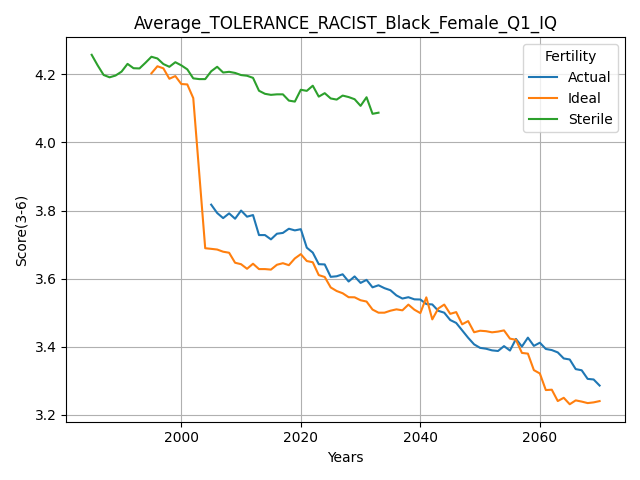 Average_TOLERANCE_RACIST_Black_Female_Q1_IQ
Fertility
Actual
Ideal
Sterile
Score(3-6)
4.2
4.0
3.8
3.6
3.4
3.2
2000
2020
2040
2060
Years